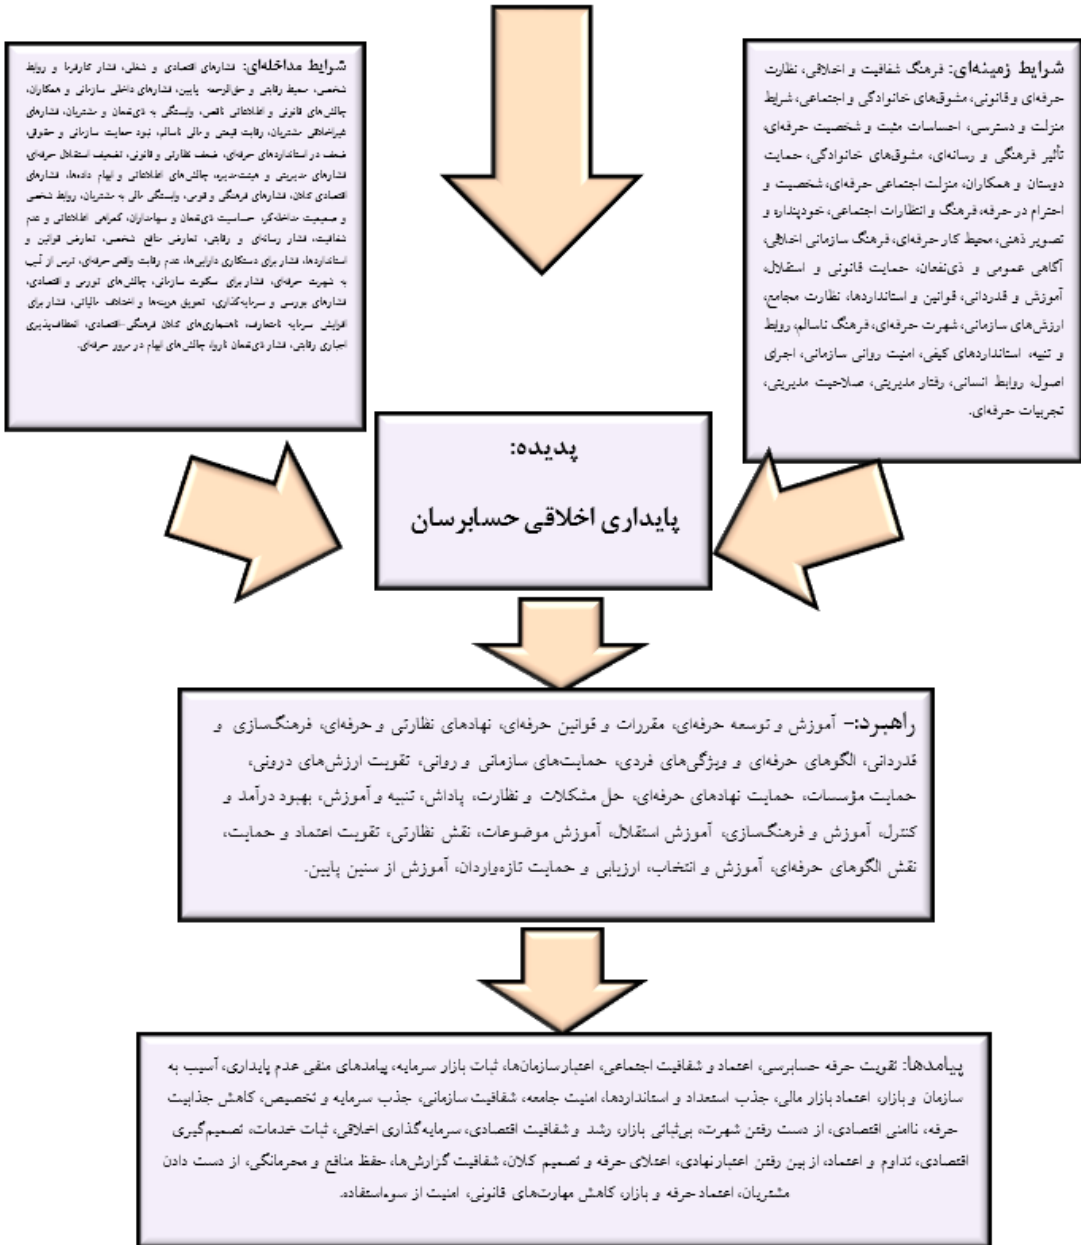 شرایط زمینه‌ای: فرهنگ شفافیت و اخلاقی، نظارت
حرفه‌ای و قانونی، مشوق‌های خانوادگی و اجتماعی، شرایط
منزلت و دسترسی، احساسات مثبت و شخصیت حرفه‌ای،
تأثیر فرهنگی و رسانه‌ای، مشوق‌های خانوادگی، حمایت
دوستان و همکاران، منزلت اجتماعی حرفه‌ای، شخصیت و
احترام در حرفه، فرهنگ و انتظارات اجتماعی، خودپنداره و
تصویر ذهنی، محیط کار حرفه‌ای، فرهنگ سازمانی اخلاقی،
آگاهی عمومی و ذی‌نفعان، حمایت قانونی و استقلال،
آموزش و قدردانی، قوانین و استانداردها، نظارت مجامع،
ارزش‌های سازمانی، شهرت حرفه‌ای، فرهنگ ناسالم، روابط
و تنبیه، استانداردهای کیفی، امنیت روانی سازمانی، اجرای
اصول، روابط انسانی، رفتار مدیریتی، صلاحیت مدیریتی،
تجربیات حرفه‌ای.
شرایط مداخله‌ای: فشارهای اقتصادی و شغلی، فشار کارفرما و روابط
شخصی، محیط رقابتی و حق‌الزحمه پایین، فشارهای داخلی سازمانی و همکاران،
چالش‌های قانونی و اطلاعاتی ناقص، وابستگی به ذی‌نفعان و مشتریان، فشارهای
غیراخلاقی مشتریان، رقابت قیمتی و مالی ناسالم، نبود حمایت سازمانی و حقوقی،
ضعف در استانداردهای حرفه‌ای، ضعف نظارتی و قانونی، تضعیف استقلال حرفه‌ای،
فشارهای مدیریتی و هیئت‌مدیره، چالش‌های اطلاعاتی و ابهام داده‌ها، فشارهای
اقتصادی کلان، فشارهای فرهنگی و قومی، وابستگی مالی به مشتریان، روابط شخصی
و صمیمیت مداخله‌گر، حساسیت ذی‌نفعان و سهامداران، گمراهی اطلاعاتی و عدم
شفافیت، فشار رسانه‌ای و رقابتی، تعارض منافع شخصی، تعارض قوانین و
استانداردها، فشار برای دستکاری دارایی‌ها، عدم رقابت واقعی حرفه‌ای، ترس از آسیب
به شهرت حرفه‌ای، فشار برای سکوت سازمانی، چالش‌های تورمی و اقتصادی،
فشارهای بورسی و سرمایه‌گذاری، تعویق هزینه‌ها و اختلاف مالیاتی، فشار برای
افزایش سرمایه نامتعارف، ناهنجاری‌های کلان فرهنگی-اقتصادی، انعطاف‌پذیری
اجباری رقابتی، فشار ذی‌نفعان ناروا، چالش‌های ابهام در مرور حرفه‌ای.
پدیده:
پایداری اخلاقی حسابرسان
راهبرد:- آموزش و توسعه حرفه‌ای، مقررات و قوانین حرفه‌ای، نهادهای نظارتی و حرفه‌ای، فرهنگ‌سازی و
قدردانی، الگوهای حرفه‌ای و ویژگی‌های فردی، حمایت‌های سازمانی و روانی، تقویت ارزش‌های درونی،
حمایت مؤسسات، حمایت نهادهای حرفه‌ای، حل مشکلات و نظارت، پاداش، تنبیه و آموزش، بهبود درآمد و
کنترل، آموزش و فرهنگ‌سازی، آموزش استقلال، آموزش موضوعات، نقش نظارتی، تقویت اعتماد و حمایت،
نقش الگوهای حرفه‌ای، آموزش و انتخاب، ارزیابی و حمایت تازه‌واردان، آموزش از سنین پایین.
پیامدها: تقویت حرفه حسابرسی، اعتماد و شفافیت اجتماعی، اعتبار سازمان‌ها، ثبات بازار سرمایه، پیامدهای منفی عدم پایداری، آسیب به
سازمان و بازار، اعتماد بازار مالی، جذب استعداد و استانداردها، امنیت جامعه، شفافیت سازمانی، جذب سرمایه و تخصیص، کاهش جذابیت
حرفه، ناامنی اقتصادی، از دست رفتن شهرت، بی‌ثباتی بازار، رشد و شفافیت اقتصادی، سرمایه گذاری اخلاقی، ثبات خدمات، تصمیم‌گیری
اقتصادی، تداوم و اعتماد، از بین رفتن اعتبار نهادی، اعتلای حرفه و تصمیم کلان، شفافیت گزارش‌ها، حفظ منافع و محرمانگی، از دست دادن
مشتریان، اعتماد حرفه و بازار، کاهش مهارت‌های قانونی، امنیت از سوءاستفاده.